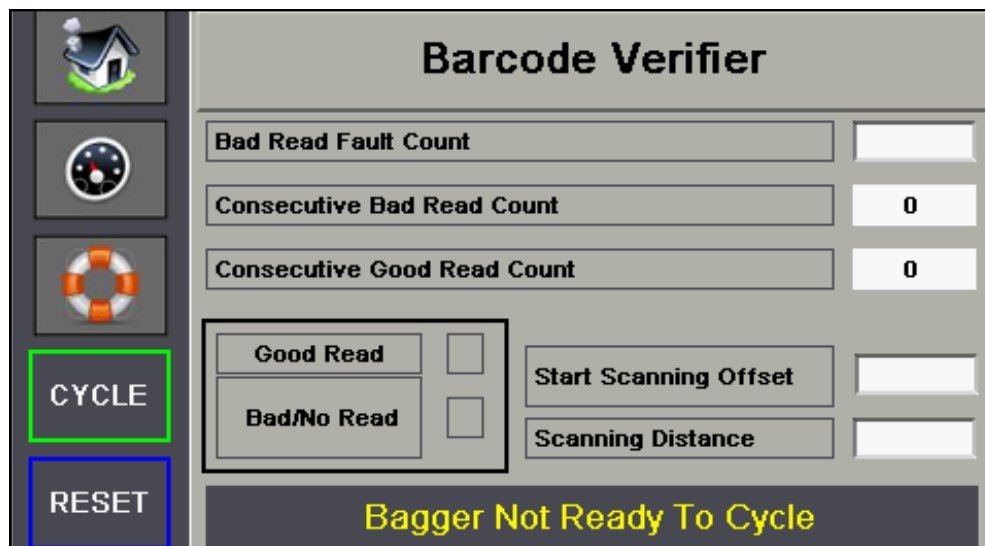 Barcode Verifier
Bad Read Fault Count
Consecutive Bad Read Count 0
Consecutive Good Read Count 0
Good Read
Bad/No Read
Start Scanning Offset
Scanning Distance
CYCLE
RESET
Bagger Not Ready To Cycle